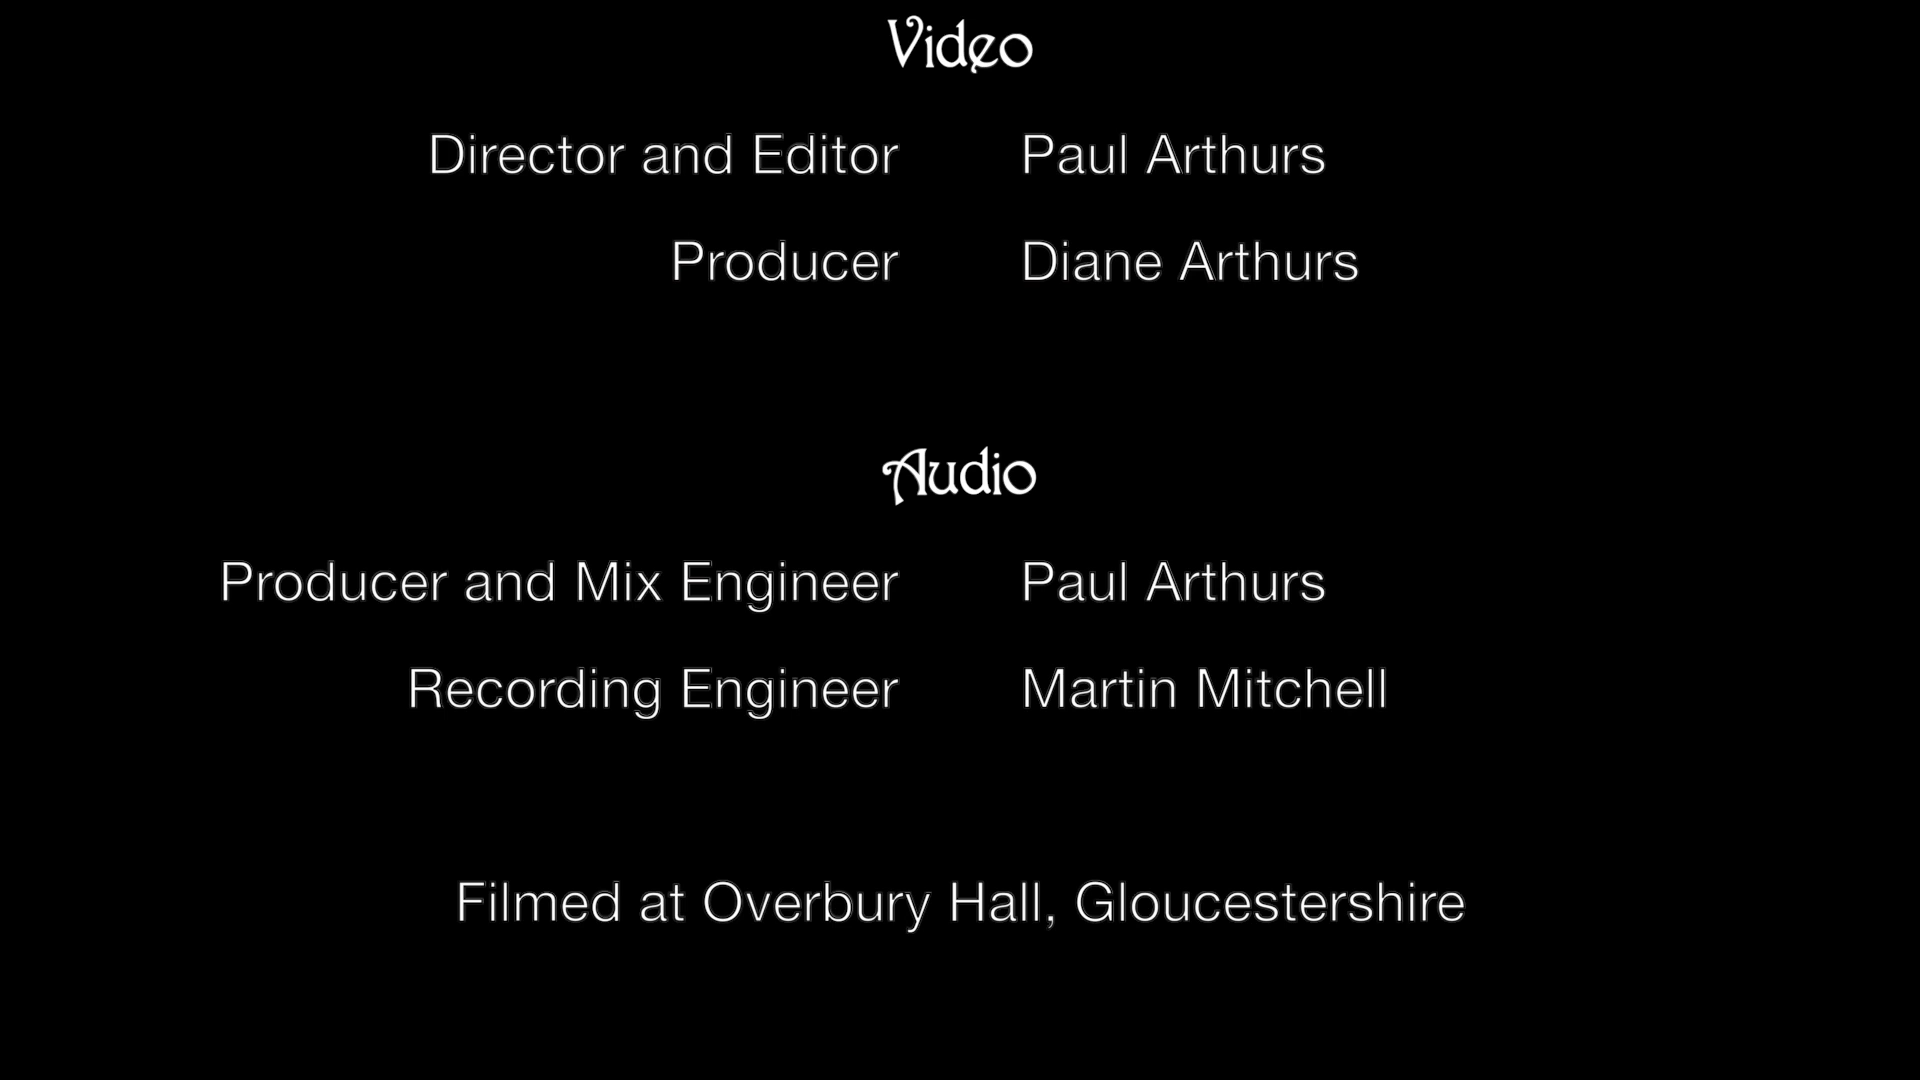 Video
Director and Editor Paul Arthurs
Producer Diane Arthurs
Audio
Producer and Mix Engineer Paul Arthurs
Recording Engineer Martin Mitchell
Filmed at Overbury Hall, Gloucestershire